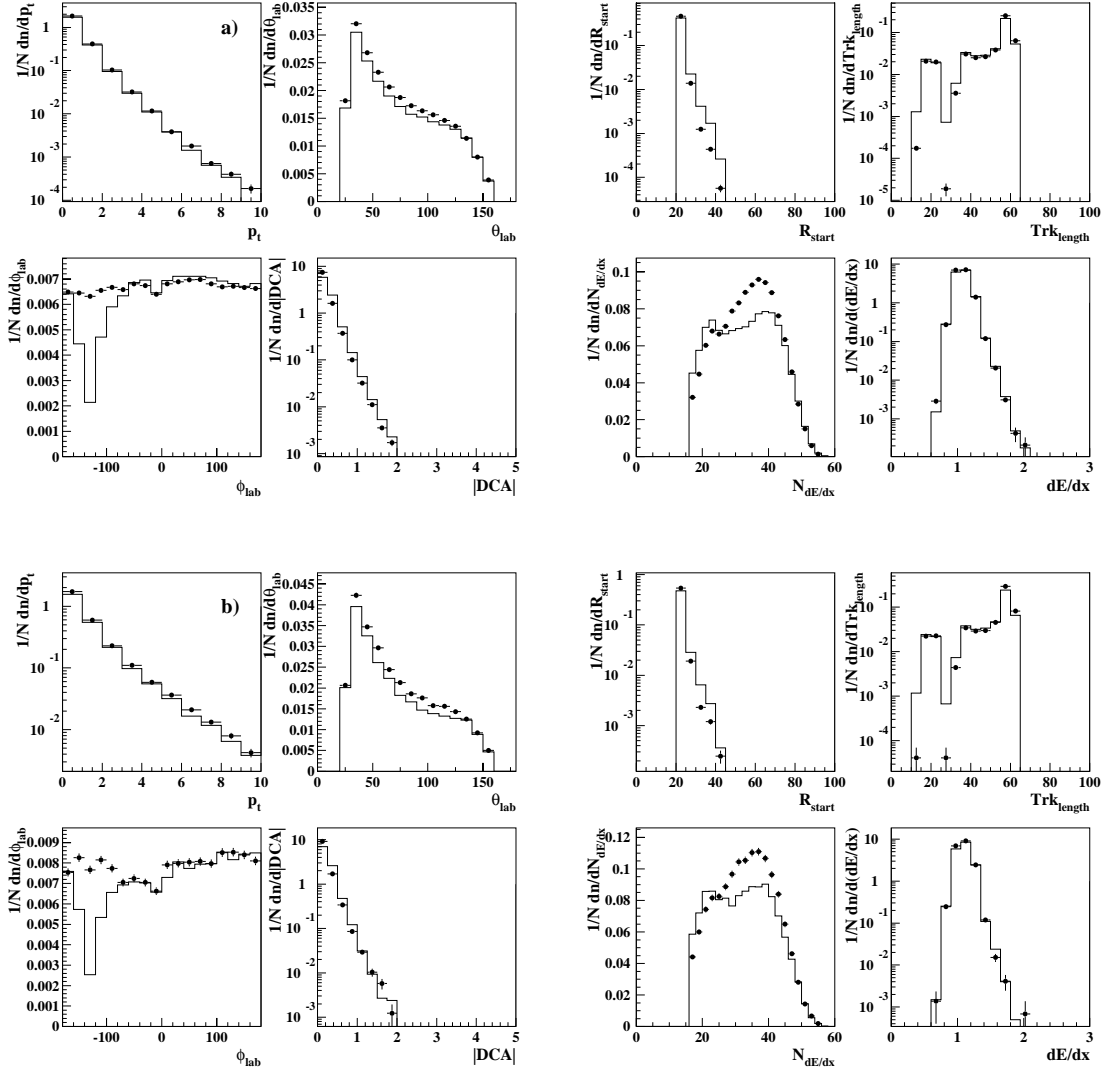 1/N dn/dp_t
1
10 -1
10 -2
10 -3
10 -4
0 2 4 6 8 10
p_t
a)
1/N dn/dθ_lab
0.035
0.03
0.025
0.02
0.015
0.01
0.005
0
0 50 100 150
θ_lab
1/N dn/dR_start
1
10 -1
10 -2
10 -3
10 -4
10 -5
0 20 40 60 80 100
R_start
1/N dn/dTrk_length
10 -1
10 -2
10 -3
10 -4
10 -5
0 20 40 60 80 100
Trk_length
1/N dn/dϕ_lab
0.007
0.006
0.005
0.004
0.003
0.002
0.001
0.000
-100 0 100
ϕ_lab
1/N dn/d|DCA|
10
1
10 -1
10 -2
10 -3
0 1 2 3 4 5
|DCA|
1/N dn/dN_dE/dx
0.1
0.08
0.06
0.04
0.02
0
0 20 40 60
N_dE/dx
1/N dn/d(dE/dx)
10
1
10 -1
10 -2
10 -3
0 1 2 3
dE/dx
1/N dn/dp_t
1
10 -1
10 -2
0 2 4 6 8 10
p_t
b)
1/N dn/dθ_lab
0.045
0.04
0.035
0.03
0.025
0.02
0.015
0.01
0.005
0
0 50 100 150
θ_lab
1/N dn/dR_start
1
10 -1
10 -2
10 -3
0 20 40 60 80 100
R_start
1/N dn/dTrk_length
10 -1
10 -2
10 -3
10 -4
0 20 40 60 80 100
Trk_length
1/N dn/dϕ_lab
0.009
0.008
0.007
0.006
0.005
0.004
0.003
0.002
0.001
0.000
-100 0 100
ϕ_lab
1/N dn/d|DCA|
10
1
10 -1
10 -2
10 -3
0 1 2 3 4 5
|DCA|
1/N dn/dN_dE/dx
0.12
0.1
0.08
0.06
0.04
0.02
0
0 20 40 60
N_dE/dx
1/N dn/d(dE/dx)
10
1
10 -1
10 -2
10 -3
0 1 2 3
dE/dx